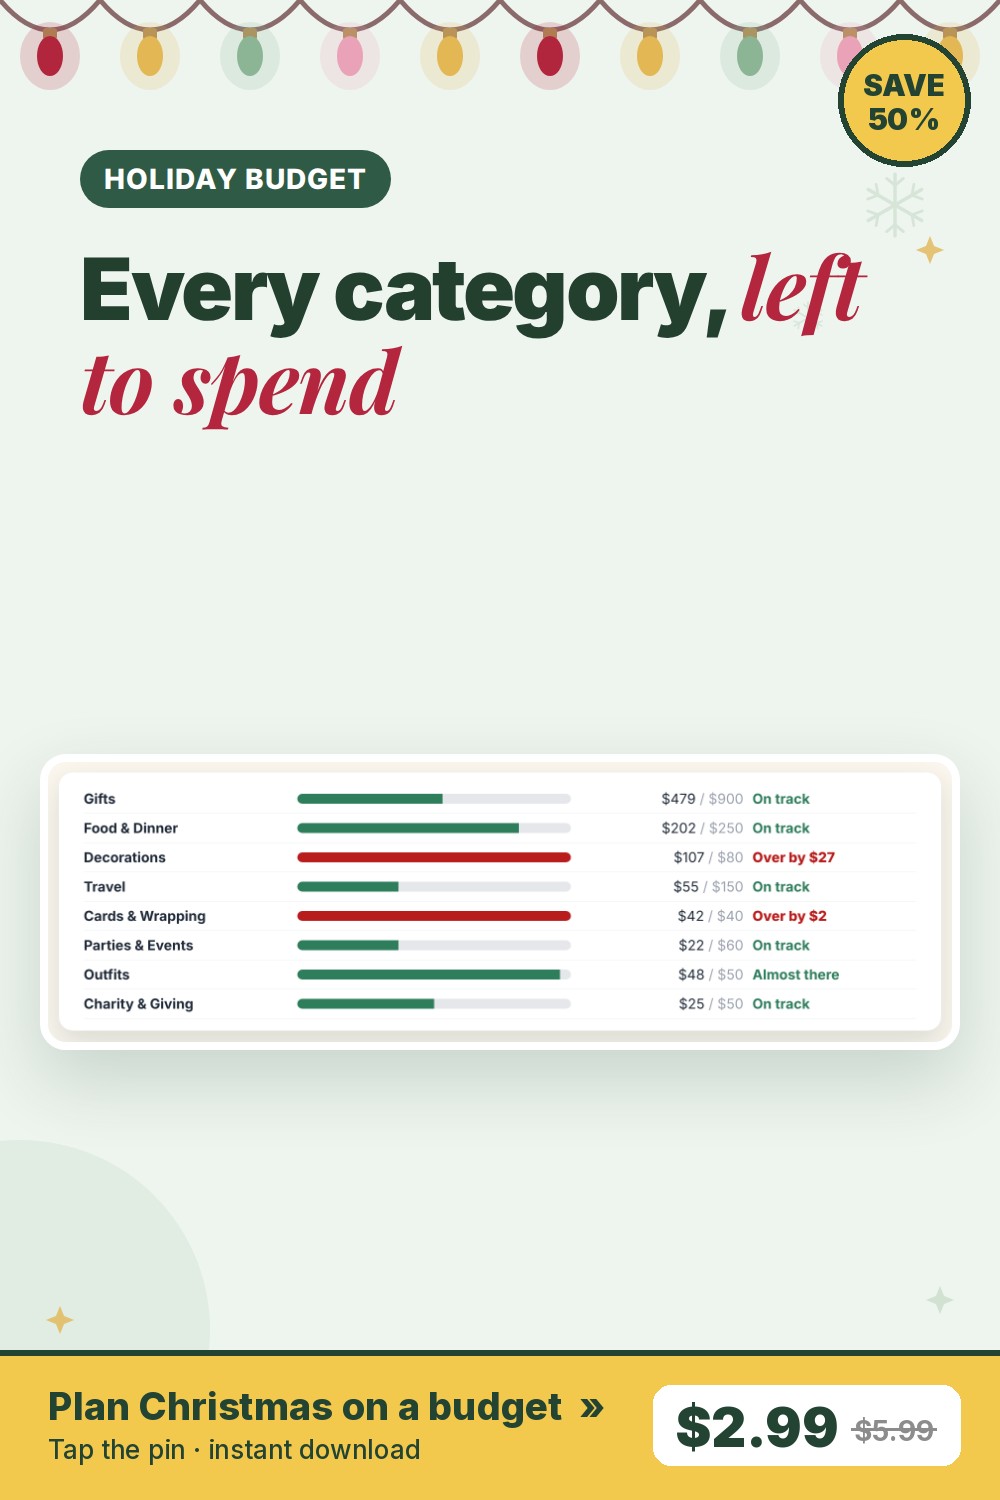 SAVE
50%
HOLIDAY BUDGET
Every category, left
to spend
Gifts $479 / $900 On track
Food & Dinner $202 / $250 On track
Decorations $107 / $80 Over by $27
Travel $55 / $150 On track
Cards & Wrapping $42 / $40 Over by $2
Parties & Events $22 / $60 On track
Outfits $48 / $50 Almost there
Charity & Giving $25 / $50 On track
Plan Christmas on a budget »
Tap the pin · instant download
$2.99 $5.99